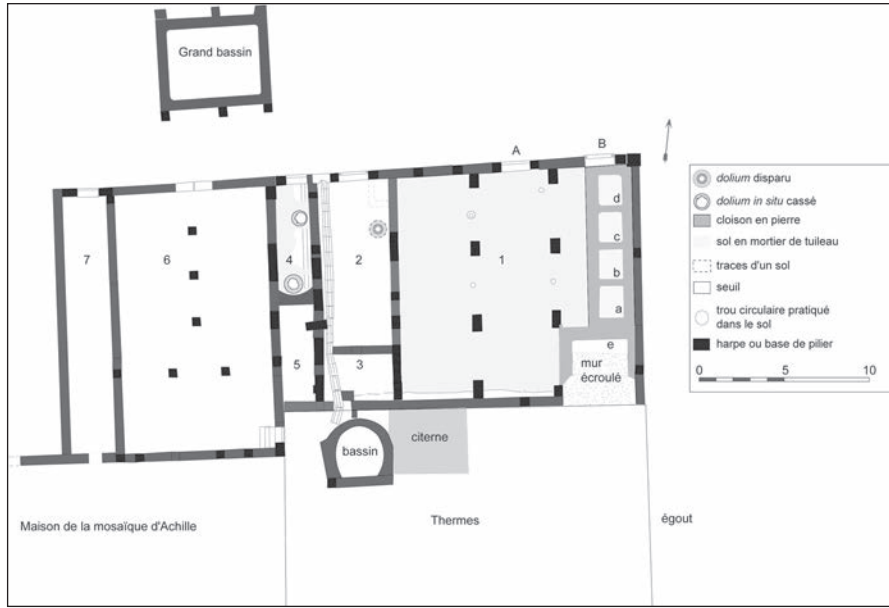 Grand bassin
A
B
d
c
b
a
e
mur
écroulé
1
2
3
4
5
6
7
bassin
citerne
Maison de la mosaïque d'Achille
Thermes
égout
dolium disparu
dolium in situ cassé
cloison en pierre
sol en mortier de tuileau
traces d'un sol
seuil
trou circulaire pratiqué
dans le sol
harpe ou base de pilier
0 5 10